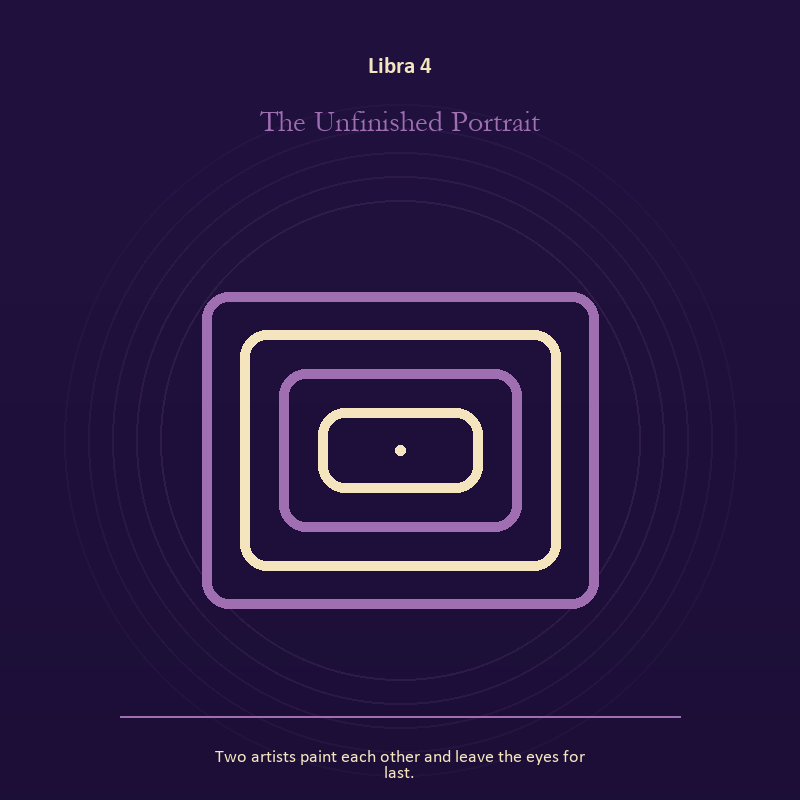 Libra 4
The Unfinished Portrait
Two artists paint each other and leave the eyes for
last.